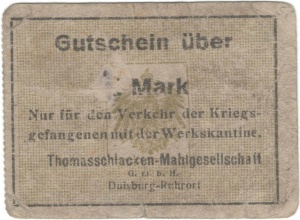 Gutschein über
Mark
Nur für den Verkehr der Kriegs-
gefangenen mit der Werkskantine.
Thomasschlacken-Mahlgesellschaft
G. m. b. H.
Duisburg-Ruhrort